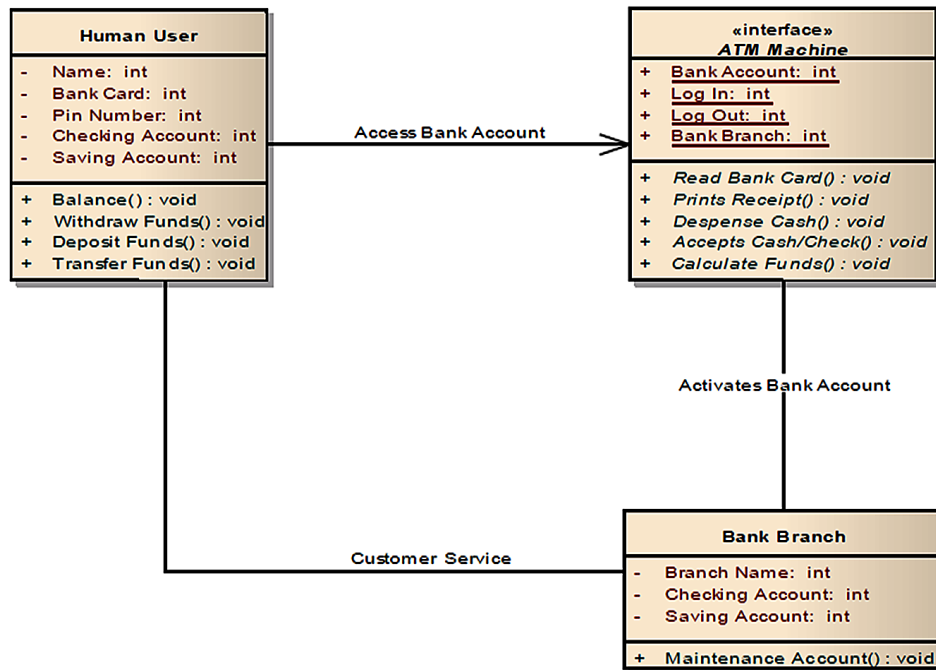 Human User
- Name: int
- Bank Card: int
- Pin Number: int
- Checking Account: int
- Saving Account: int
+ Balance() : void
+ Withdraw Funds() : void
+ Deposit Funds() : void
+ Transfer Funds() : void
Access Bank Account
«interface»
ATM Machine
+ Bank Account: int
+ Log In: int
+ Log Out: int
+ Bank Branch: int
+ Read Bank Card() : void
+ Prints Receipt() : void
+ Despense Cash() : void
+ Accepts Cash/Check() : void
+ Calculate Funds() : void
Activates Bank Account
Customer Service
Bank Branch
- Branch Name: int
- Checking Account: int
- Saving Account: int
+ Maintenance Account() : void